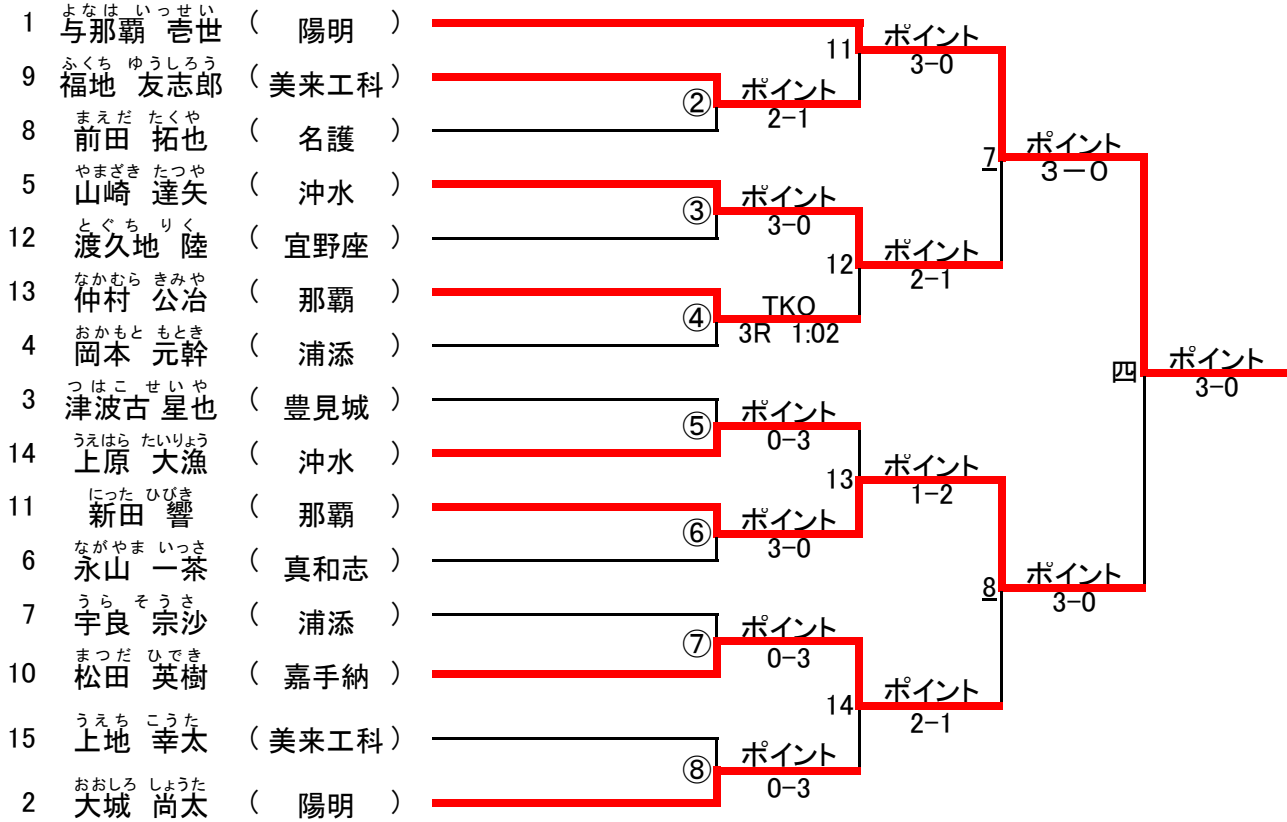 よなは いっせい
1 与那覇 壱世 ( 陽明 )
ふくち ゆうしろう
9 福地 友志郎 ( 美来工科 )
まえだ たくや
8 前田 拓也 ( 名護 )
やまざき たつや
5 山崎 達矢 ( 沖水 )
とぐち りく
12 渡久地 陸 ( 宜野座 )
なかむら きみや
13 仲村 公冶 ( 那覇 )
おかもと もとき
4 岡本 元幹 ( 浦添 )
つはこ せいや
3 津波古 星也 ( 豊見城 )
うえはら たいりょう
14 上原 大漁 ( 沖水 )
にった ひびき
11 新田 響 ( 那覇 )
ながやま いっさ
6 永山 一茶 ( 真和志 )
うら そうさ
7 宇良 宗沙 ( 浦添 )
まつだ ひでき
10 松田 英樹 ( 嘉手納 )
うえち こうた
15 上地 幸太 ( 美来工科 )
おおしろ しょうた
2 大城 尚太 ( 陽明 )
② ポイント
2-1
③ ポイント
3-0
④ TKO
3R 1:02
⑤ ポイント
0-3
⑥ ポイント
3-0
⑦ ポイント
0-3
⑧ ポイント
0-3
11 ポイント
3-0
12 ポイント
2-1
13 ポイント
1-2
14 ポイント
2-1
7 ポイント
3－0
8 ポイント
3-0
四 ポイント
3-0